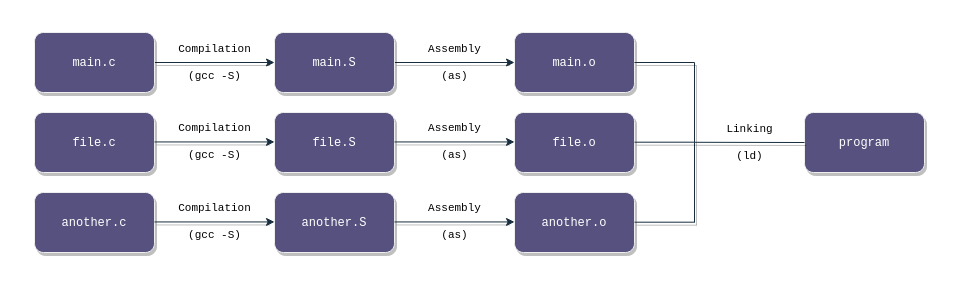 Compilation
Assembly
main.c
main.S
main.o
(gcc -S)
(as)
Compilation
Assembly
Linking
file.c
file.S
file.o
program
(gcc -S)
(as)
(ld)
Compilation
Assembly
another.c
another.S
another.o
(gcc -S)
(as)